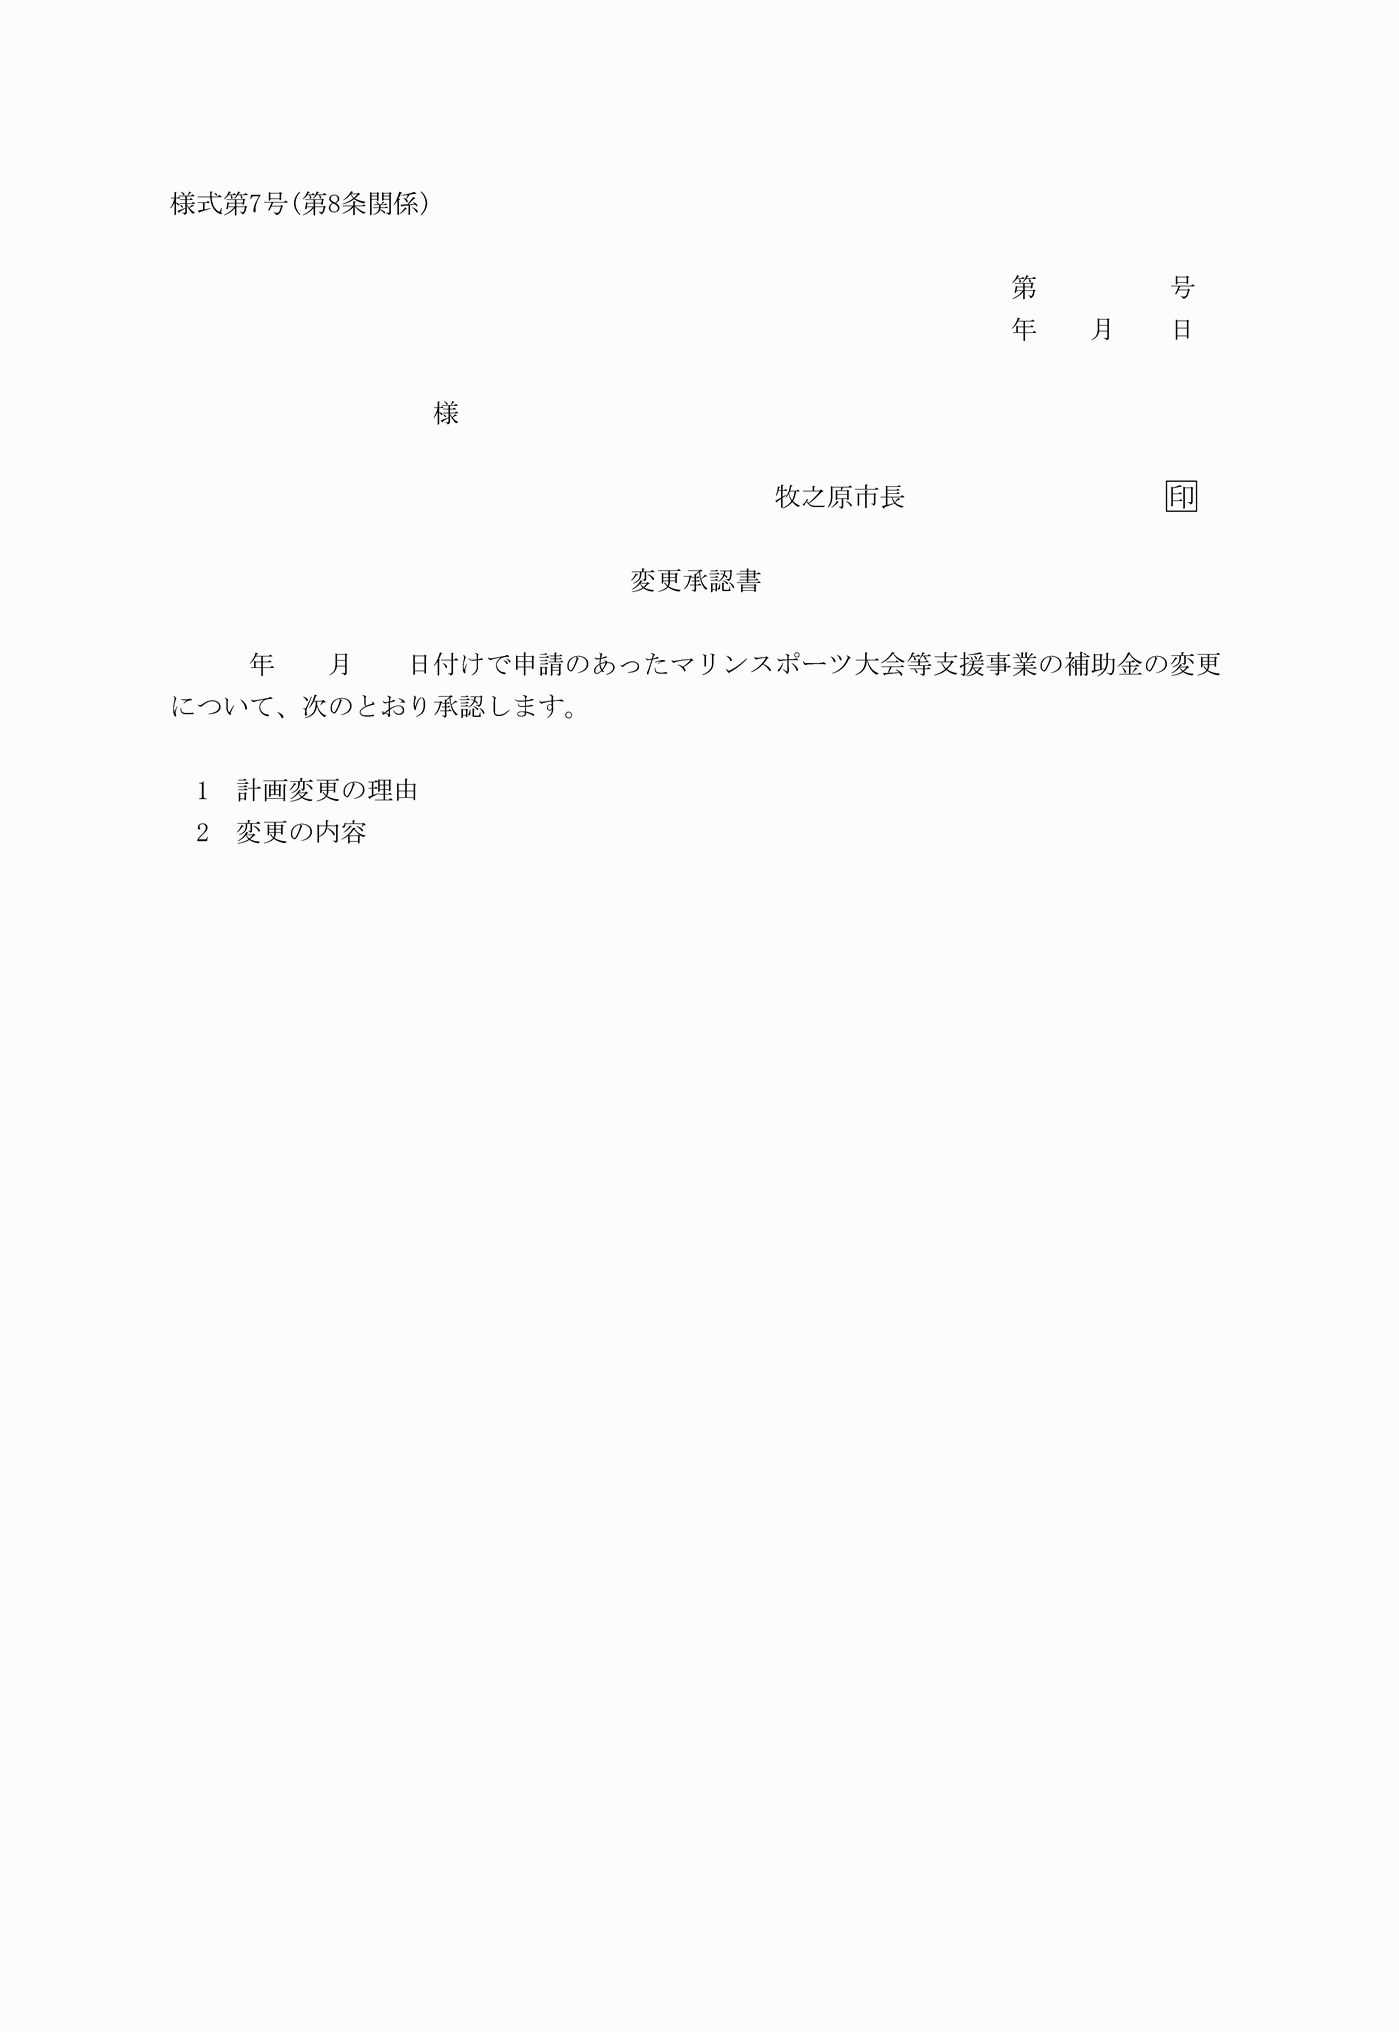 様式第7号(第8条関係)
第　　　　　号
年　　月　　日
様
牧之原市長　　　　　　　　　　印
変更承認書
年　　月　　日付けで申請のあったマリンスポーツ大会等支援事業の補助金の変更
について、次のとおり承認します。
1　計画変更の理由
2　変更の内容